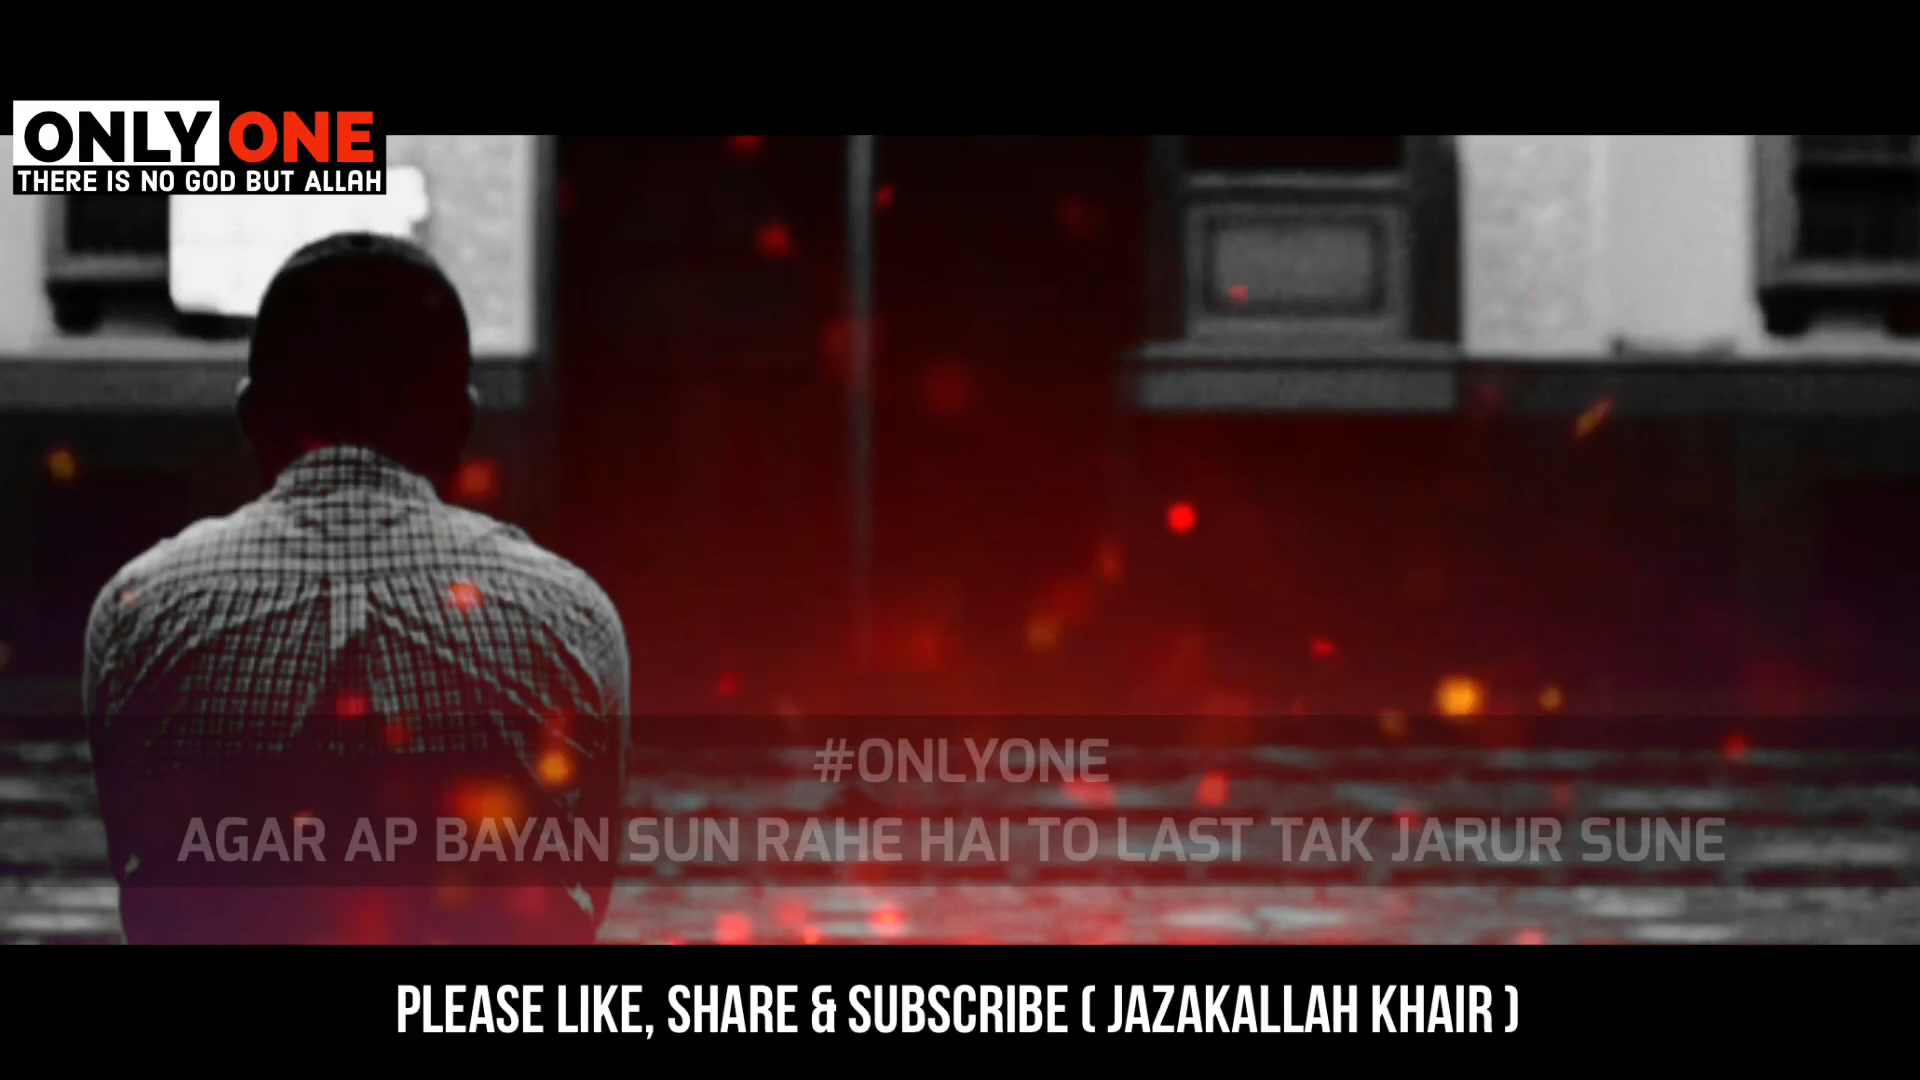 ONLY ONE
THERE IS NO GOD BUT ALLAH
#ONLYONE
AGAR AP BAYAN SUN RAHE HAI TO LAST TAK JARUR SUNE
PLEASE LIKE, SHARE & SUBSCRIBE ( JAZAKALLAH KHAIR )